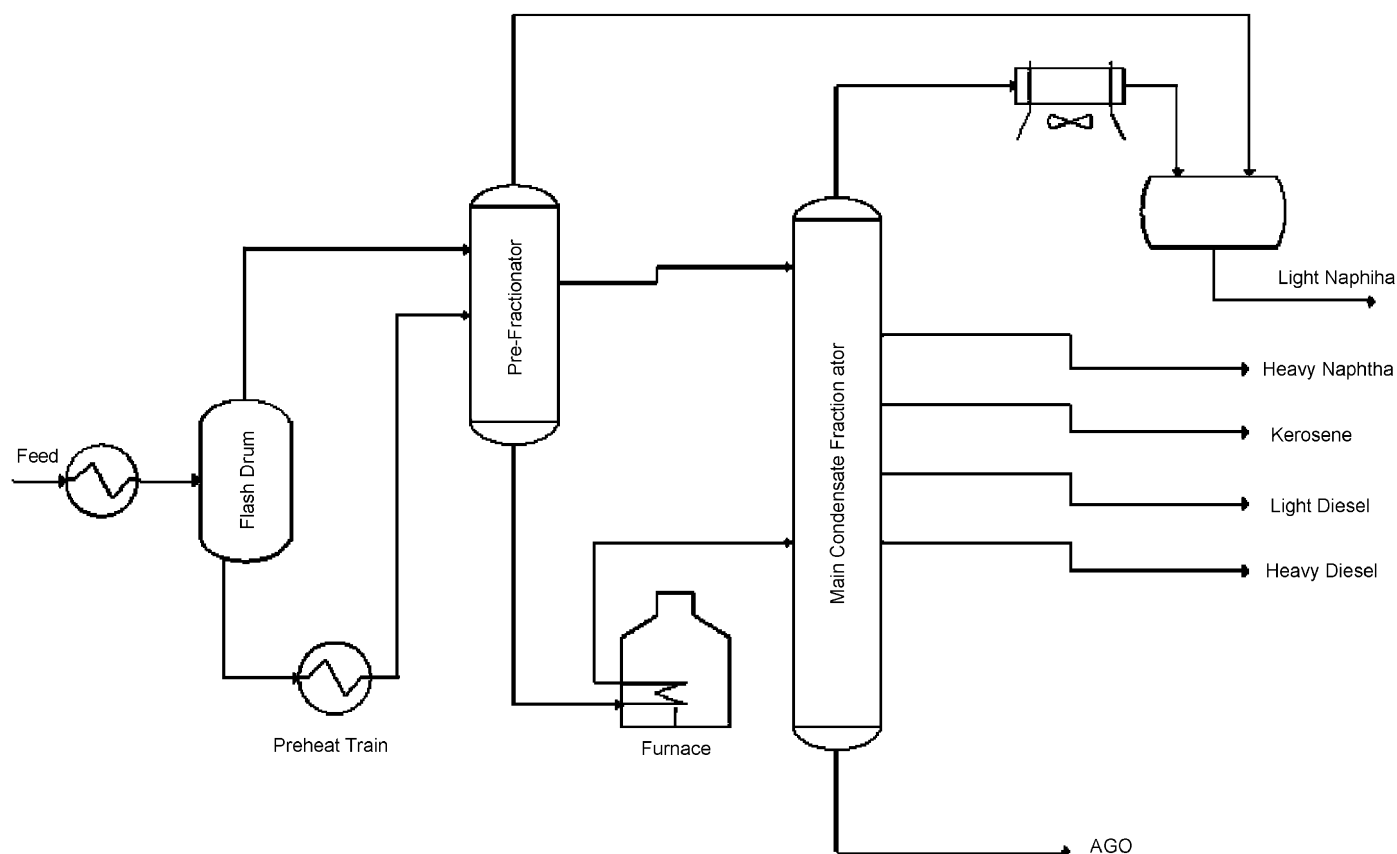 Light Naphiha
Heavy Naphtha
Kerosene
Light Diesel
Heavy Diesel
AGO
Feed
Flash Drum
Preheat Train
Pre-Fractionator
Furnace
Main Condensate Fraction ator